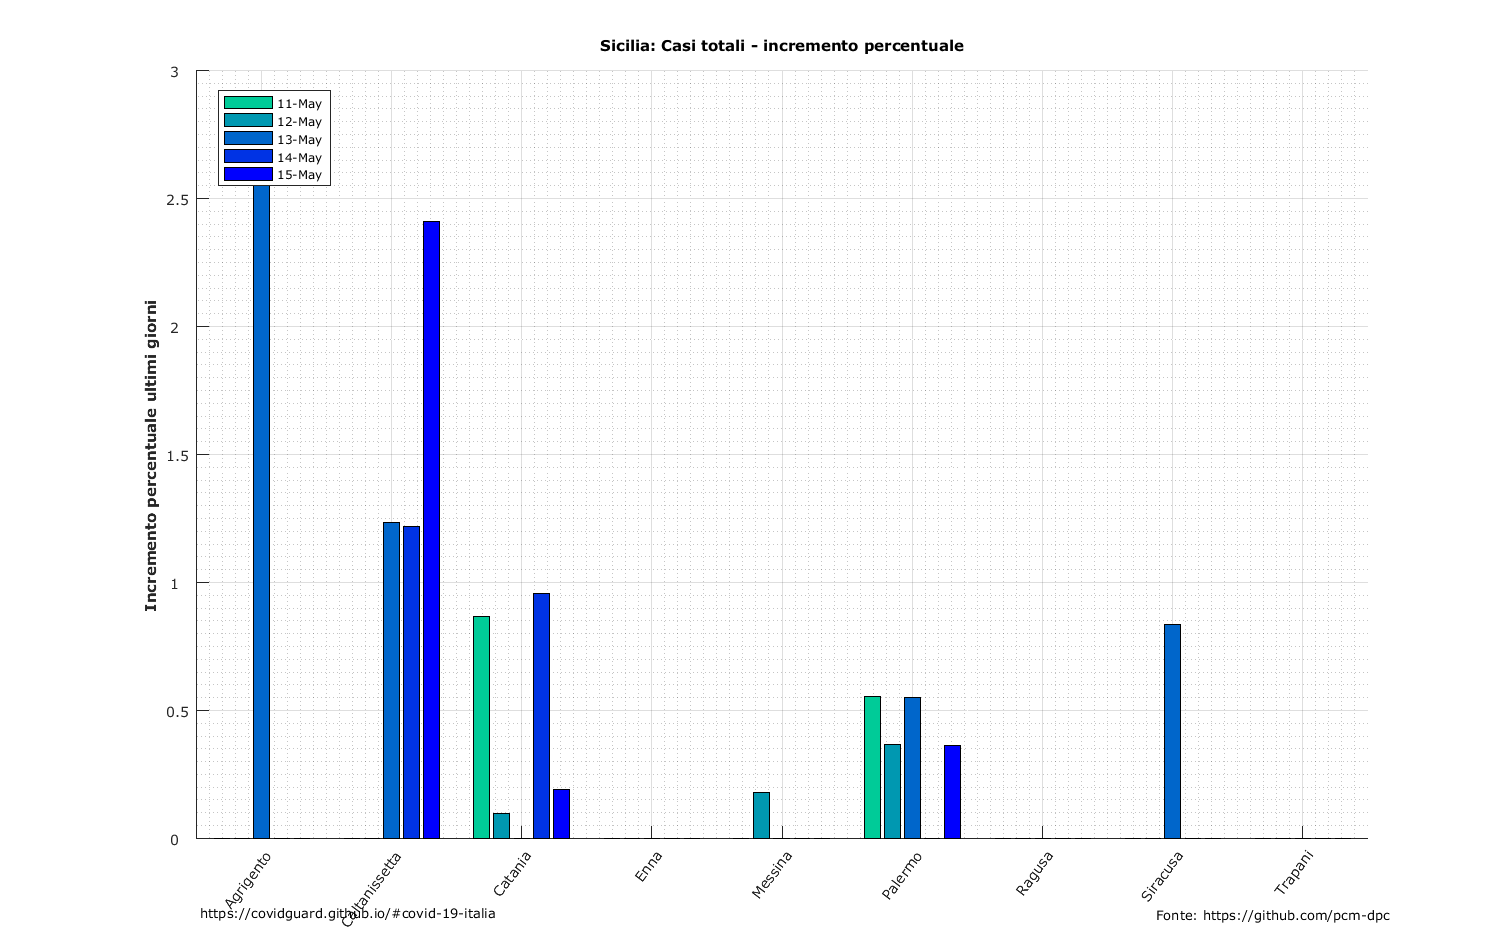 Sicilia: Casi totali - incremento percentuale
3
2.5
2
1.5
1
0.5
0
Incremento percentuale ultimi giorni
11-May
12-May
13-May
14-May
15-May
Agrigento
Caltanissetta
Catania
Enna
Messina
Palermo
Ragusa
Siracusa
Trapani
https://covidguard.github.io/#covid-19-italia
Fonte: https://github.com/pcm-dpc